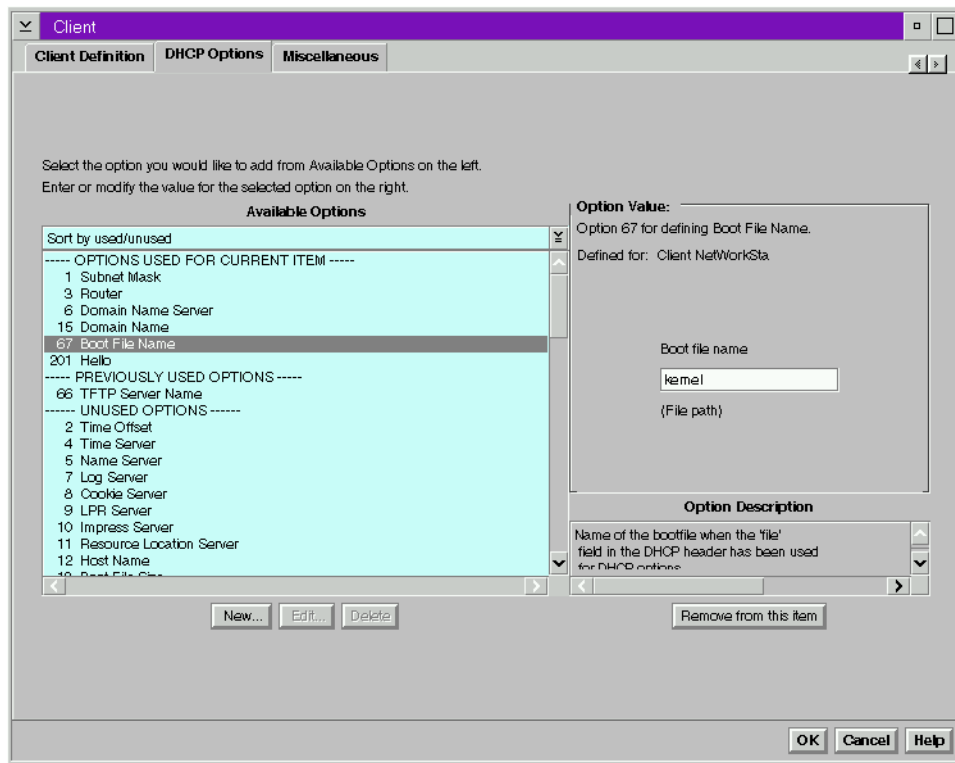 Client
Client Definition
DHCP Options
Miscellaneous
Select the option you would like to add from Available Options on the left.
Enter or modify the value for the selected option on the right.
Available Options
Sort by used/unused
----- OPTIONS USED FOR CURRENT ITEM -----
1 Subnet Mask
3 Router
6 Domain Name Server
15 Domain Name
67 Boot File Name
201 Hello
----- PREVIOUSLY USED OPTIONS -----
66 TFTP Server Name
------ UNUSED OPTIONS ------
2 Time Offset
4 Time Server
5 Name Server
7 Log Server
8 Cookie Server
9 LPR Server
10 Impress Server
11 Resource Location Server
12 Host Name
13 Boot File Size
New...
Edit...
Delete
Option Value:
Option 67 for defining Boot File Name.
Defined for: Client NetWorkSta
Boot file name
kernel
(File path)
Option Description
Name of the bootfile when the 'file'
field in the DHCP header has been used
for DHCP options
Remove from this item
OK
Cancel
Help